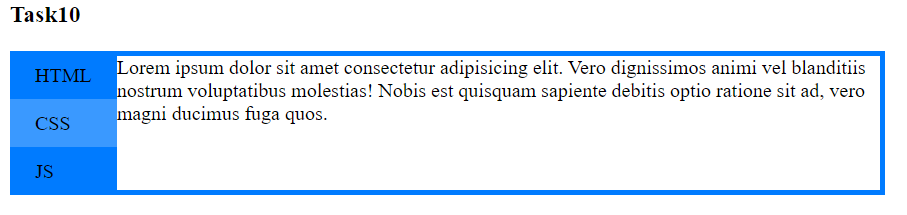 Task10
HTML
CSS
JS
Lorem ipsum dolor sit amet consectetur adipisicing elit. Vero dignissimos animi vel blanditiis
nostrum voluptatibus molestias! Nobis est quisquam sapiente debitis optio ratione sit ad, vero
magni ducimus fuga quos.